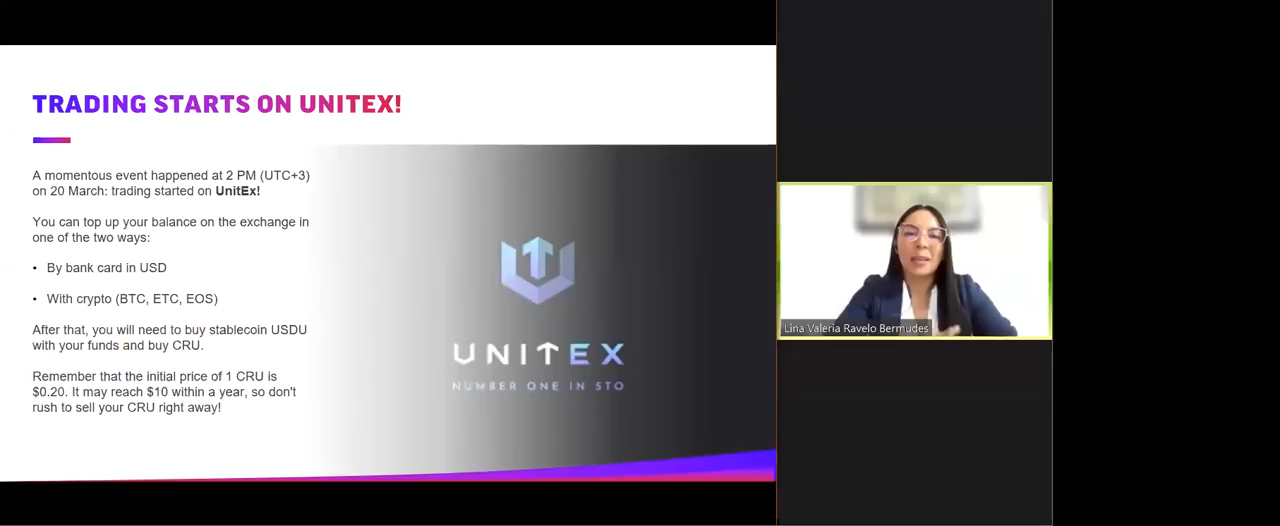 TRADING STARTS ON UNITEX!
A momentous event happened at 2 PM (UTC+3)
on 20 March: trading started on UnitEx!
You can top up your balance on the exchange in
one of the two ways:
• By bank card in USD
• With crypto (BTC, ETC, EOS)
After that, you will need to buy stablecoin USDU
with your funds and buy CRU.
Remember that the initial price of 1 CRU is
$0.20. It may reach $10 within a year, so don't
rush to sell your CRU right away!
UNITEX
NUMBER ONE IN STO
Lina Valeria Ravelo Bermudes